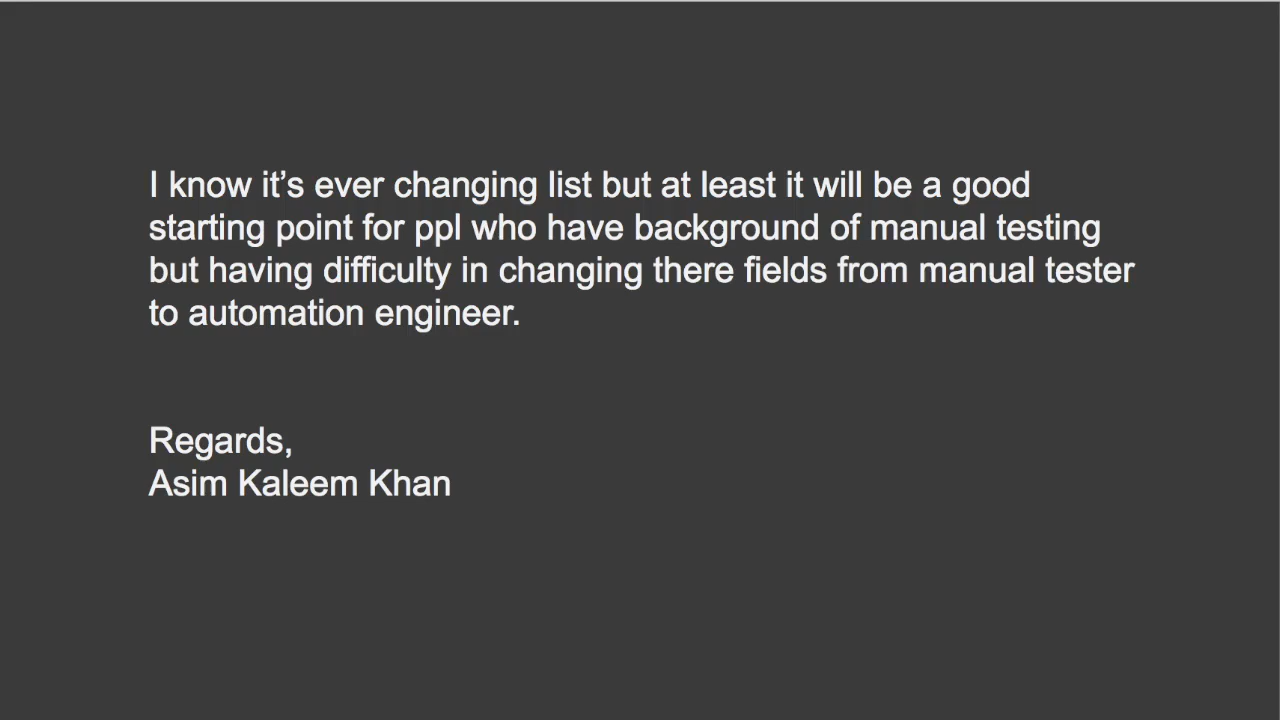 I know it’s ever changing list but at least it will be a good
starting point for ppl who have background of manual testing
but having difficulty in changing there fields from manual tester
to automation engineer.
Regards,
Asim Kaleem Khan